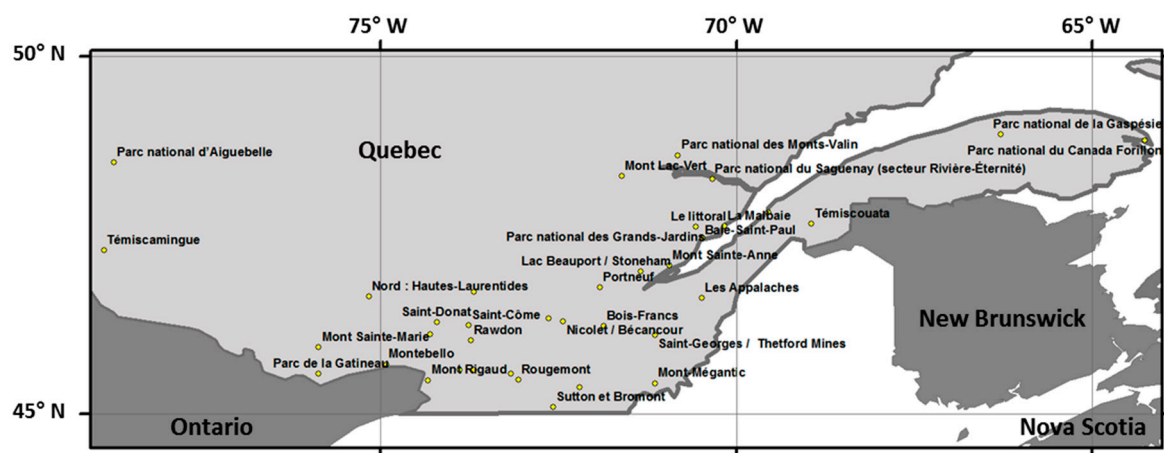 75° W
70° W
65° W
50° N
Quebec
Parc national d'Aiguebelle
Parc national des Monts-Valin
Parc national de la Gaspésie
Parc national du Canada Forillon
Mont Lac-Vert
Parc national du Saguenay (secteur Rivière-Éternité)
Témiscamingue
Le littoral
La Malbaie
Témiscouata
Parc national des Grands-Jardins
Baie-Saint-Paul
Lac Beauport / Stoneham
Mont Sainte-Anne
Nord : Hautes-Laurentides
Portneuf
Les Appalaches
Saint-Donat
Saint-Côme
Bois-Francs
New Brunswick
Mont Sainte-Marie
Rawdon
Nicolet / Bécancour
Saint-Georges / Thetford Mines
Montebello
Parc de la Gatineau
Mont Rigaud
Rougemont
Mont-Mégantic
Sutton et Bromont
45° N
Ontario
Nova Scotia